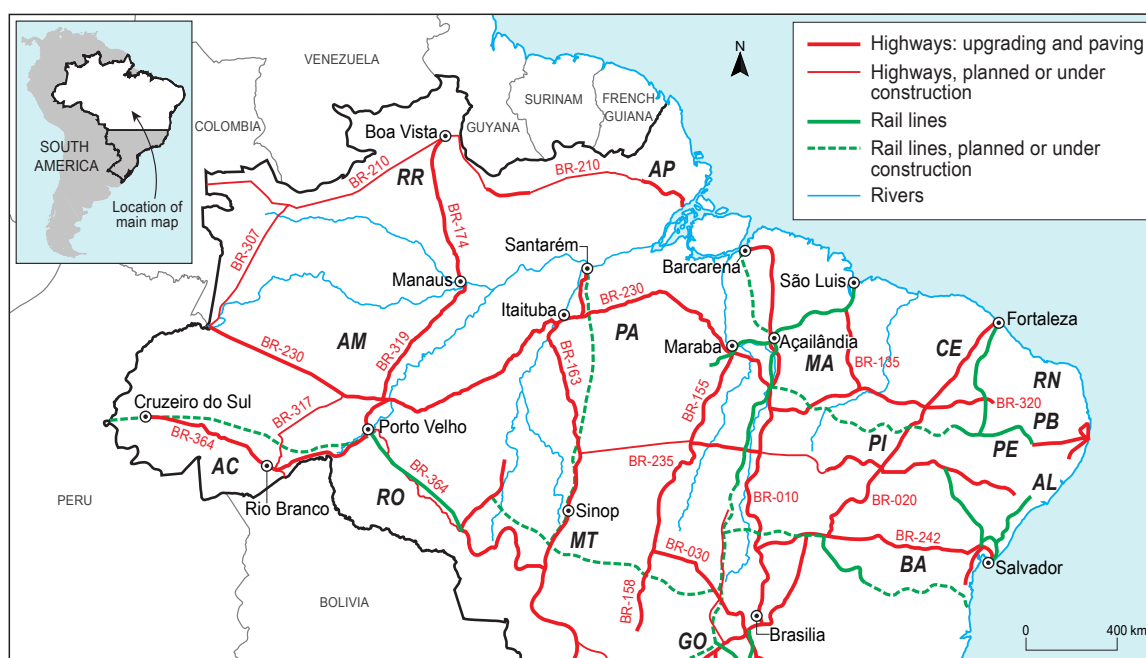 VENEZUELA
N
SURINAM
FRENCH
GUIANA
GUYANA
COLOMBIA
SOUTH
AMERICA
Location of
main map
Highways: upgrading and paving
Highways, planned or under
construction
Rail lines
Rail lines, planned or under
construction
Rivers
Boa Vista
BR-210
RR
BR-210
AP
BR-174
BR-307
Santarém
Barcarena
São Luis
Manaus
BR-230
Itaituba
Fortaleza
AM
BR-319
PA
Maraba
Açailândia
MA
BR-135
CE
BR-230
BR-163
RN
BR-155
BR-320
Cruzeiro do Sul
BR-317
PB
Porto Velho
BR-364
PI
PE
AC
BR-235
BR-364
AL
PERU
Rio Branco
RO
BR-010
BR-020
Sinop
MT
BR-242
BR-030
BA
Salvador
BR-158
BOLIVIA
GO
Brasilia
0
400 km